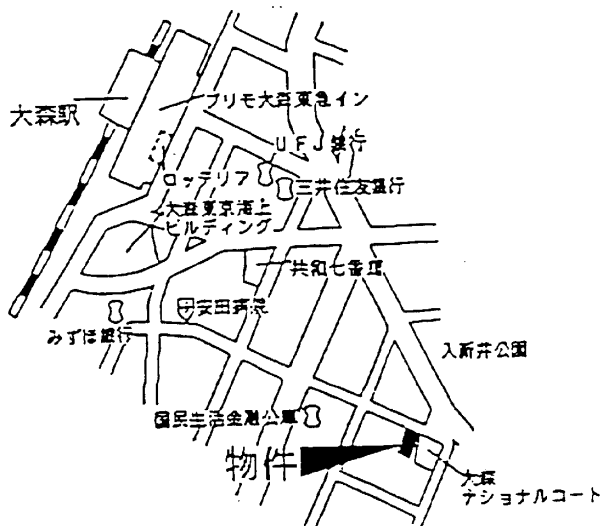 大森駅
プリモ大森東急イン
UFJ銀行
ロッテリア
三井住友銀行
大森東京海上
ビルディング
共和七番館
安田病院
みずほ銀行
入新井公園
国民生活金融公庫
物件
大森
ナショナルコート